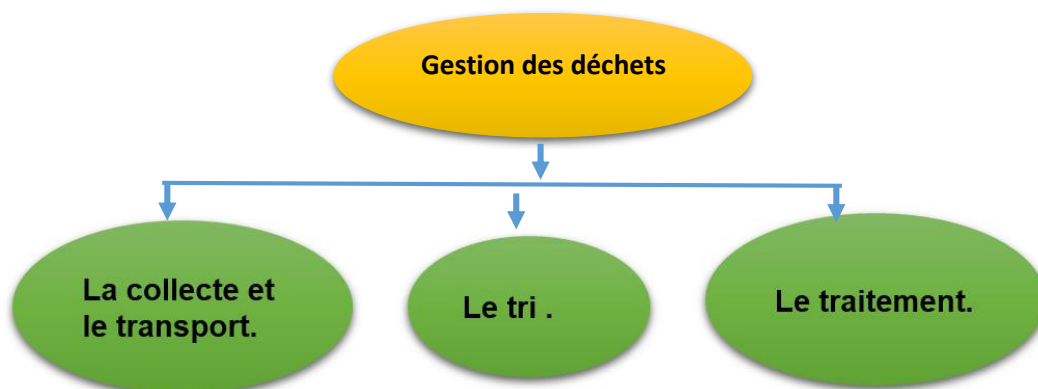 Gestion des déchets
La collecte et
le transport.
Le tri .
Le traitement.